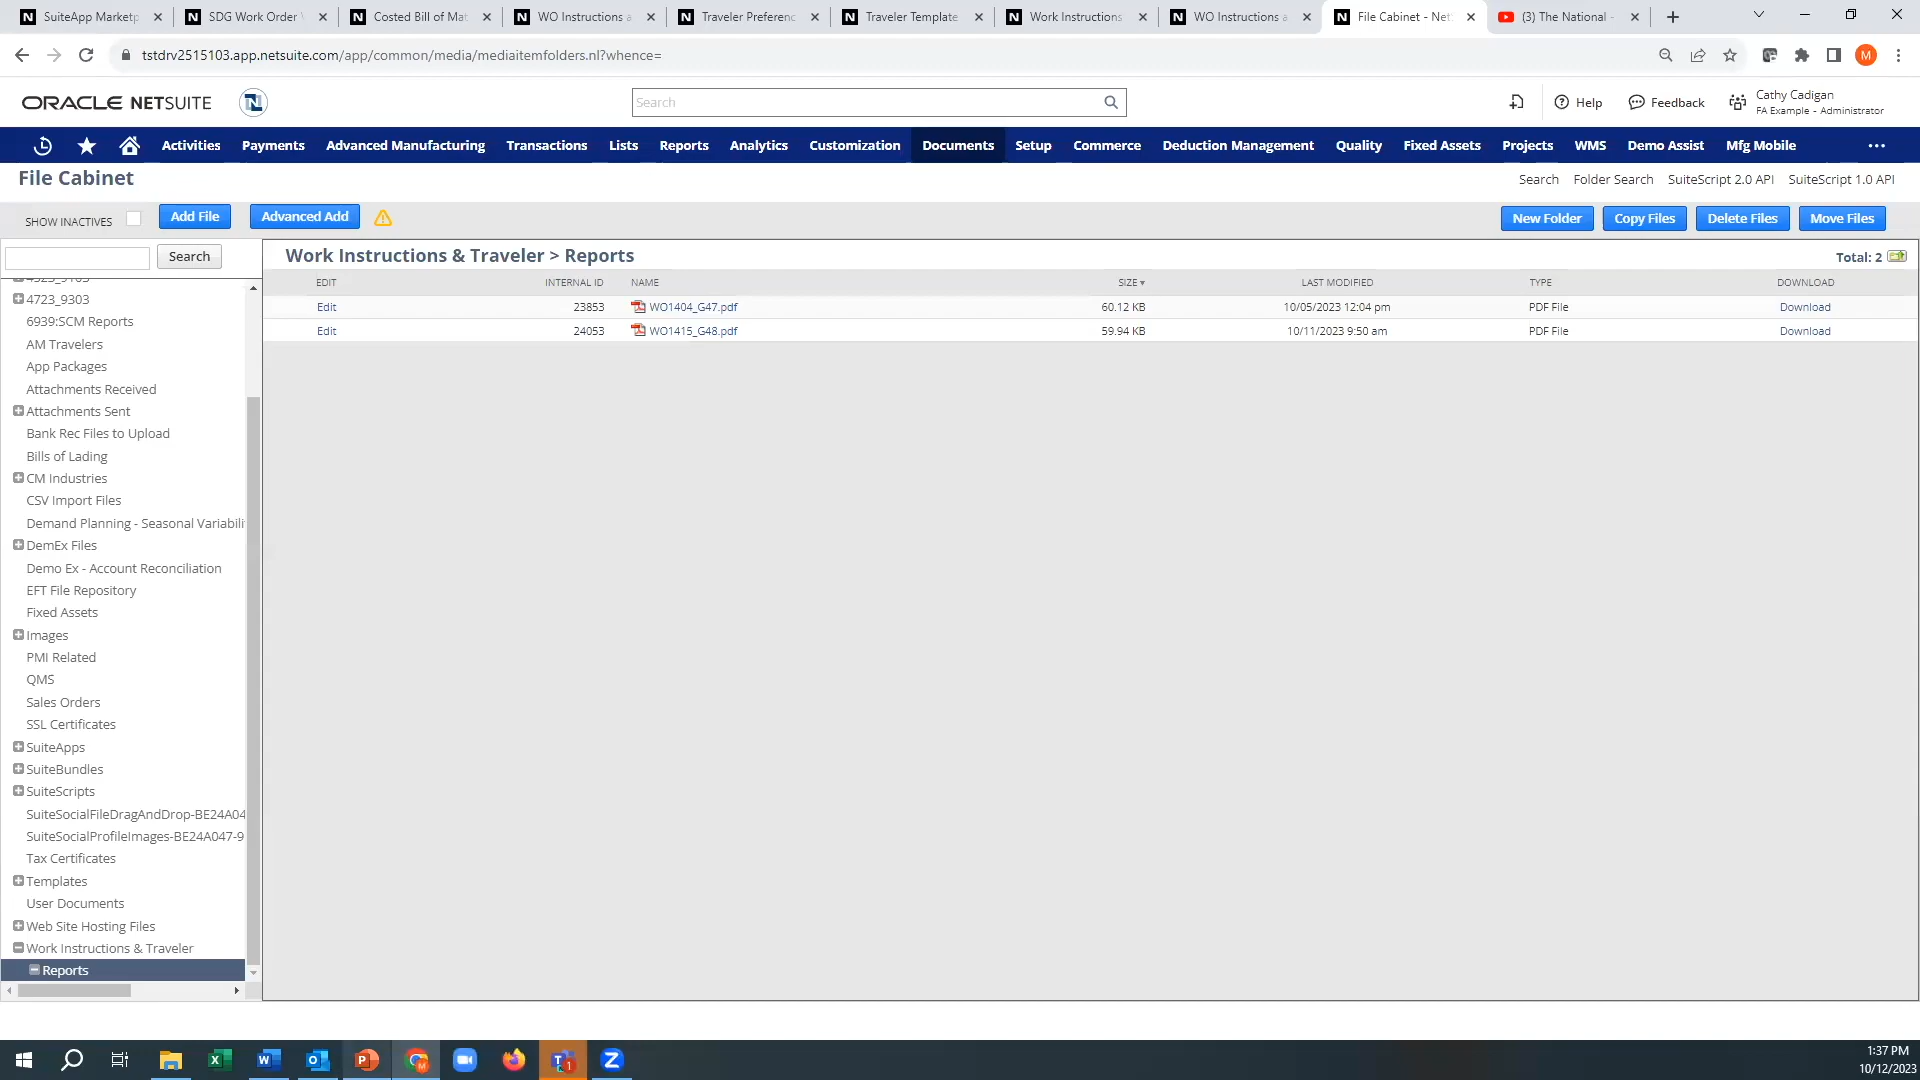 SuiteApp Marketp
SDG Work Order
Costed Bill of Mat
WO Instructions a
Traveler Preferenc
Traveler Template
Work Instructions
WO Instructions a
File Cabinet - Net
(3) The National -
tstdrv2515103.app.netsuite.com/app/common/media/mediaitemfolders.nl?whence=
M
ORACLE NETSUITE
Search
Help
Feedback
Cathy Cadigan
FA Example - Administrator
Activities Payments Advanced Manufacturing Transactions Lists Reports Analytics Customization Documents Setup Commerce Deduction Management Quality Fixed Assets Projects WMS Demo Assist Mfg Mobile
File Cabinet
Search Folder Search SuiteScript 2.0 API SuiteScript 1.0 API
SHOW INACTIVES Add File Advanced Add New Folder Copy Files Delete Files Move Files
Search
Work Instructions & Traveler > Reports
Total: 2
EDIT INTERNAL ID NAME SIZE LAST MODIFIED TYPE DOWNLOAD
Edit 23853 WO1404_G47.pdf 60.12 KB 10/05/2023 12:04 pm PDF File Download
Edit 24053 WO1415_G48.pdf 59.94 KB 10/11/2023 9:50 am PDF File Download
4723_9303
6939:SCM Reports
AM Travelers
App Packages
Attachments Received
Attachments Sent
Bank Rec Files to Upload
Bills of Lading
CM Industries
CSV Import Files
Demand Planning - Seasonal Variabili
DemEx Files
Demo Ex - Account Reconciliation
EFT File Repository
Fixed Assets
Images
PMI Related
QMS
Sales Orders
SSL Certificates
SuiteApps
SuiteBundles
SuiteScripts
SuiteSocialFileDragAndDrop-BE24A04
SuiteSocialProfileImages-BE24A047-9
Tax Certificates
Templates
User Documents
Web Site Hosting Files
Work Instructions & Traveler
Reports
1:37 PM
10/12/2023